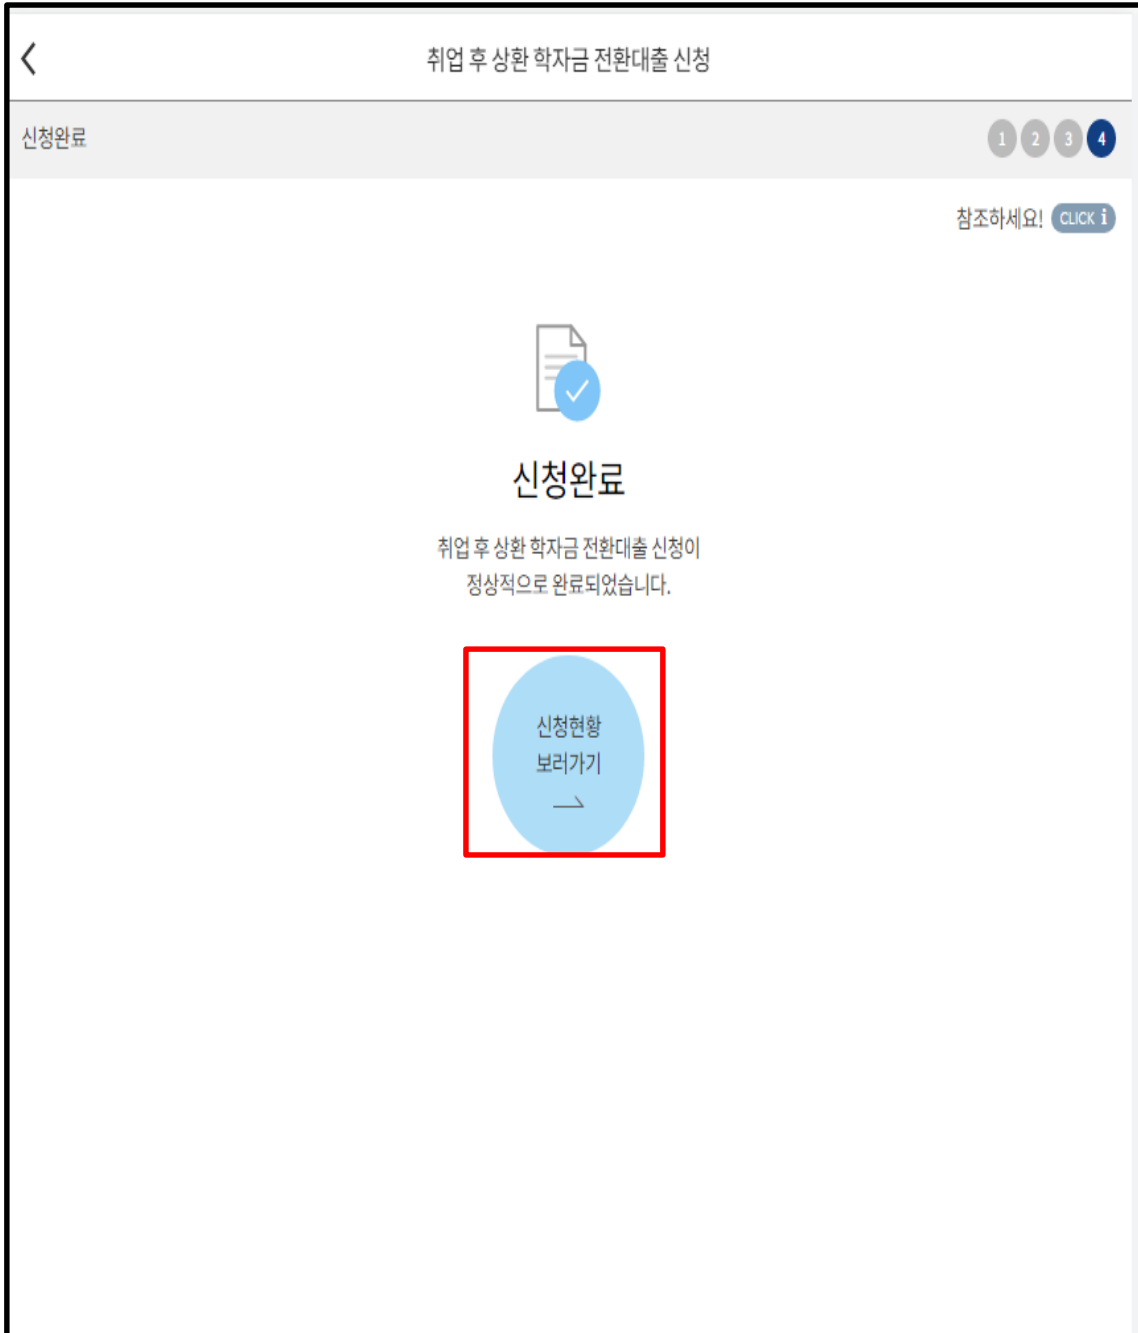 취업 후 상환 학자금 전환대출 신청
신청완료
1 2 3 4
참조하세요! CLICK i
신청완료
취업 후 상환 학자금 전환대출 신청이
정상적으로 완료되었습니다.
신청현황
보러가기